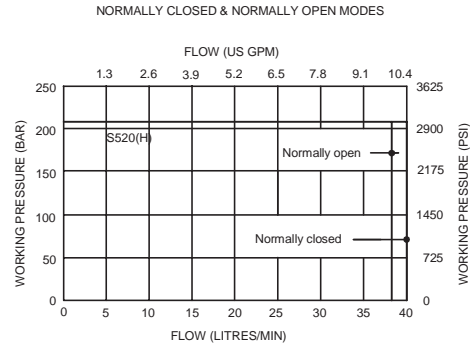 NORMALLY CLOSED & NORMALLY OPEN MODES
FLOW (US GPM)
1.3 2.6 3.9 5.2 6.5 7.8 9.1 10.4
250 3625
200 2900
S520(H)
Normally open
150 2175
100 1450
Normally closed
50 725
0 0
WORKING PRESSURE (BAR)
WORKING PRESSURE (PSI)
0 5 10 15 20 25 30 35 40
FLOW (LITRES/MIN)